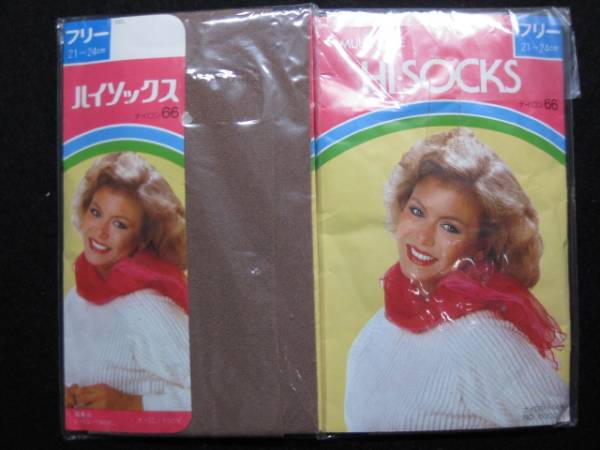 フリー
21~24cm
ハイソックス
ナイロン66
フリー
21~24cm
HI-SOCKS
ナイロン66